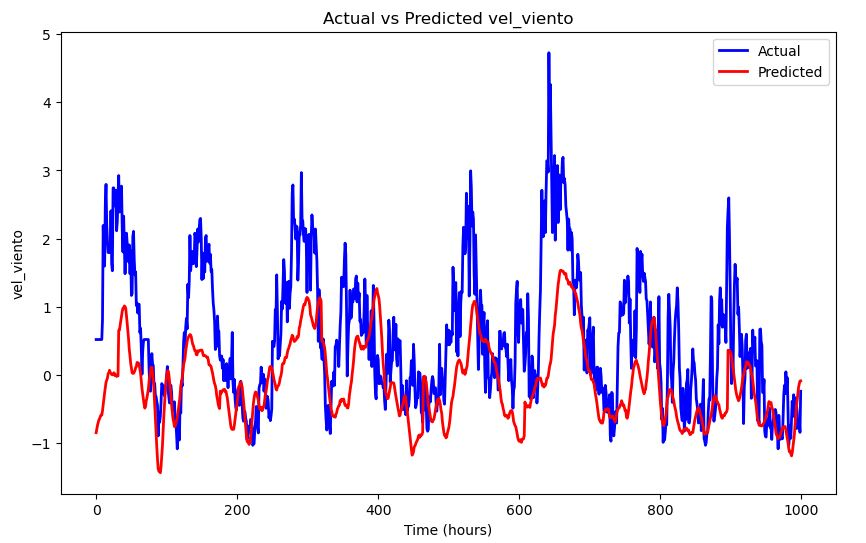 Actual vs Predicted vel_viento
Actual
Predicted
vel_viento
5
4
3
2
1
0
−1
0
200
400
600
800
1000
Time (hours)